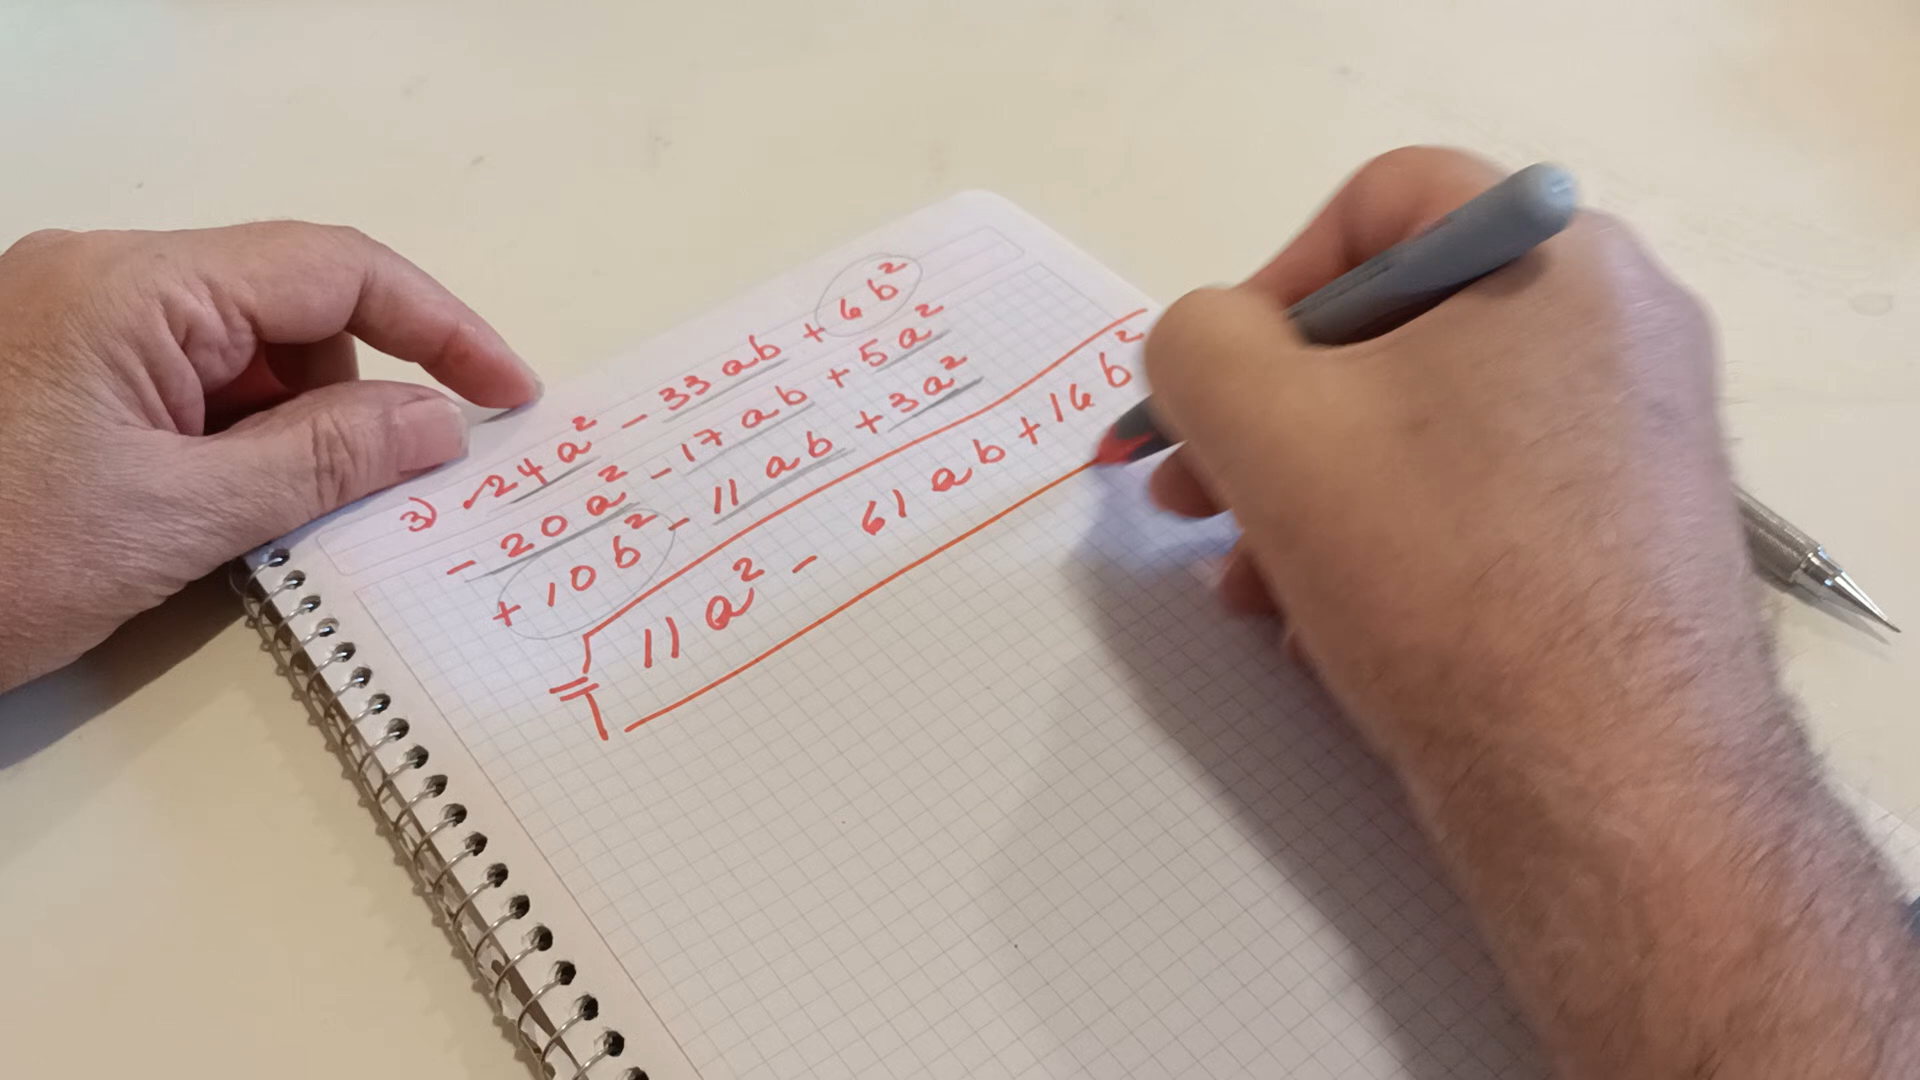 3) 24a² - 33ab + 6b²
- 20a² - 17ab + 5a²
+ 10b² - 11ab + 3a²
= 11a² - 61ab + 16b²